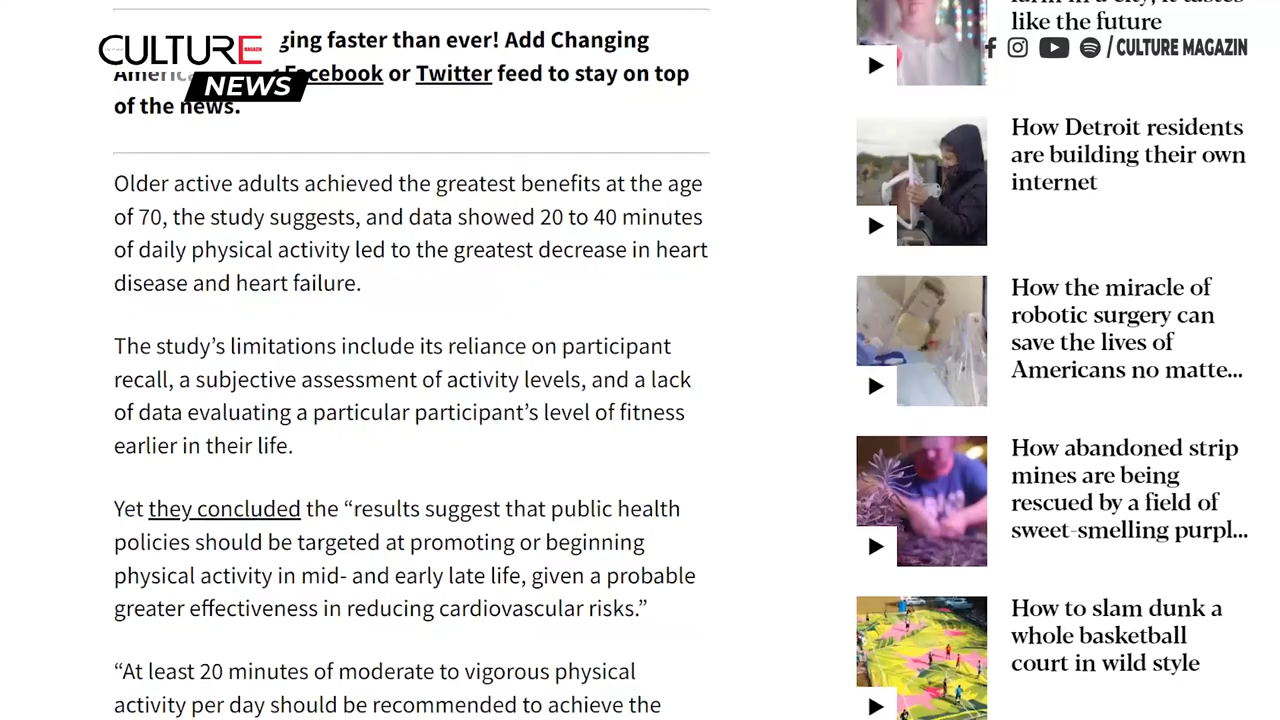 CULTURE
MAGAZIN
NEWS
ging faster than ever! Add Changing
Facebook or Twitter feed to stay on top
of the news.
Older active adults achieved the greatest benefits at the age
of 70, the study suggests, and data showed 20 to 40 minutes
of daily physical activity led to the greatest decrease in heart
disease and heart failure.
The study’s limitations include its reliance on participant
recall, a subjective assessment of activity levels, and a lack
of data evaluating a particular participant’s level of fitness
earlier in their life.
Yet they concluded the “results suggest that public health
policies should be targeted at promoting or beginning
physical activity in mid- and early late life, given a probable
greater effectiveness in reducing cardiovascular risks.”
“At least 20 minutes of moderate to vigorous physical
activity per day should be recommended to achieve the
like the future
/ CULTURE MAGAZIN
How Detroit residents
are building their own
internet
How the miracle of
robotic surgery can
save the lives of
Americans no matte...
How abandoned strip
mines are being
rescued by a field of
sweet-smelling purpl...
How to slam dunk a
whole basketball
court in wild style